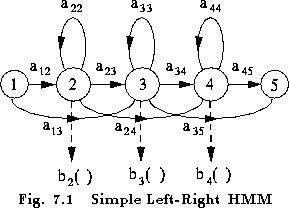 a22 a33 a44
a12 a23 a34 a45
1 2 3 4 5
a13 a24 a35
b2( ) b3( ) b4( )
Fig. 7.1 Simple Left-Right HMM